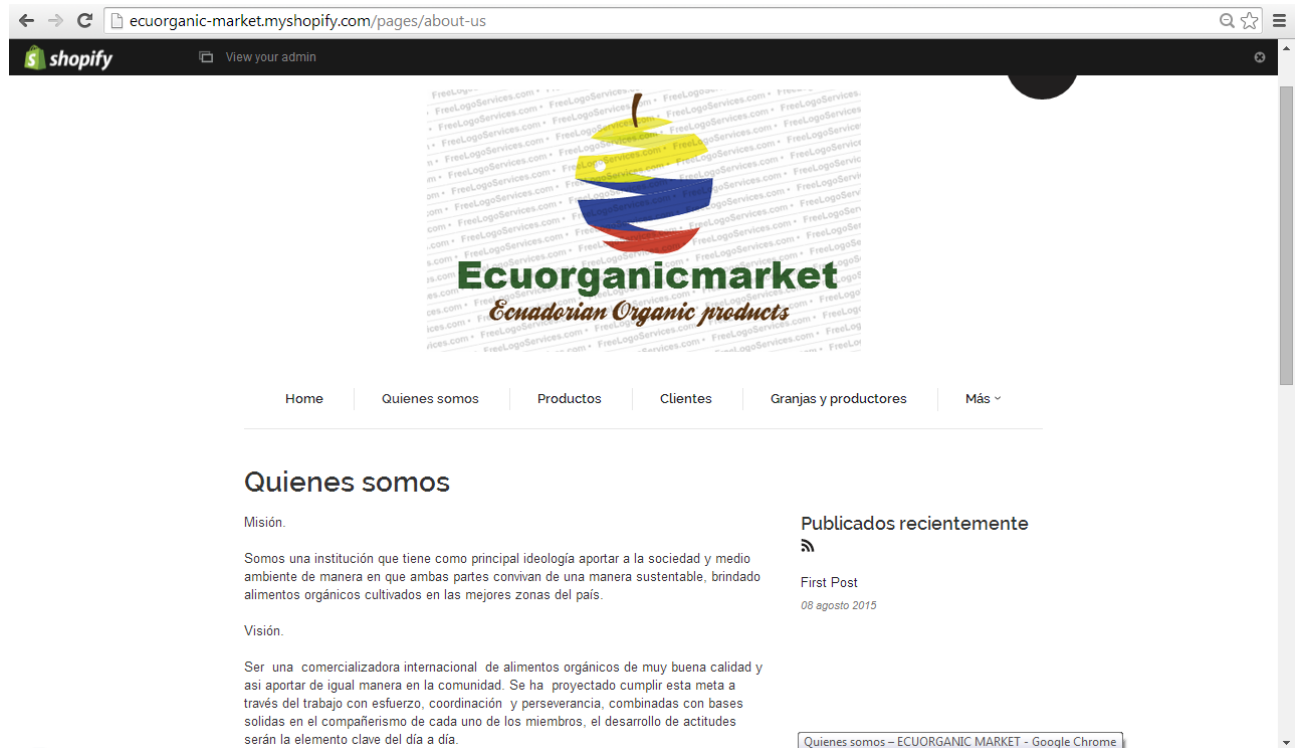 ecuorganic-market.myshopify.com/pages/about-us
shopify
View your admin
FreeLogoServices.com
Ecuorganicmarket
Ecuadorian Organic products
Home
Quienes somos
Productos
Clientes
Granjas y productores
Más
Quienes somos
Misión.
Somos una institución que tiene como principal ideología aportar a la sociedad y medio
ambiente de manera en que ambas partes convivan de una manera sustentable, brindado
alimentos orgánicos cultivados en las mejores zonas del país.
Visión.
Ser una comercializadora internacional de alimentos orgánicos de muy buena calidad y
asi aportar de igual manera en la comunidad. Se ha proyectado cumplir esta meta a
través del trabajo con esfuerzo, coordinación y perseverancia, combinadas con bases
solidas en el compañerismo de cada uno de los miembros, el desarrollo de actitudes
serán la elemento clave del día a día.
Publicados recientemente
First Post
08 agosto 2015
Quienes somos – ECUORGANIC MARKET - Google Chrome